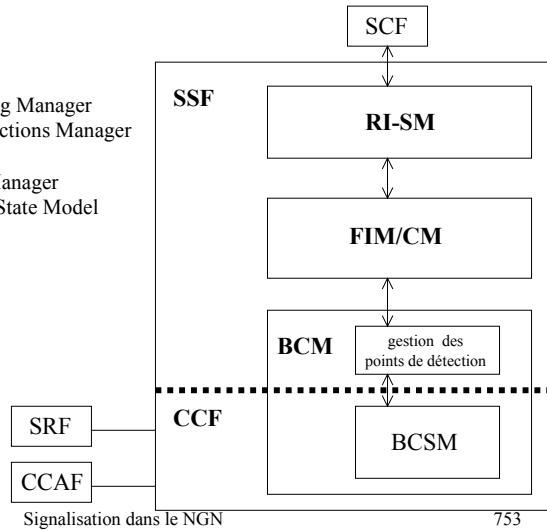 SCF
g Manager
SSF
ctions Manager
RI-SM
Manager
State Model
FIM/CM
gestion des
points de détection
BCM
SRF
CCF
BCSM
CCAF
Signalisation dans le NGN
753